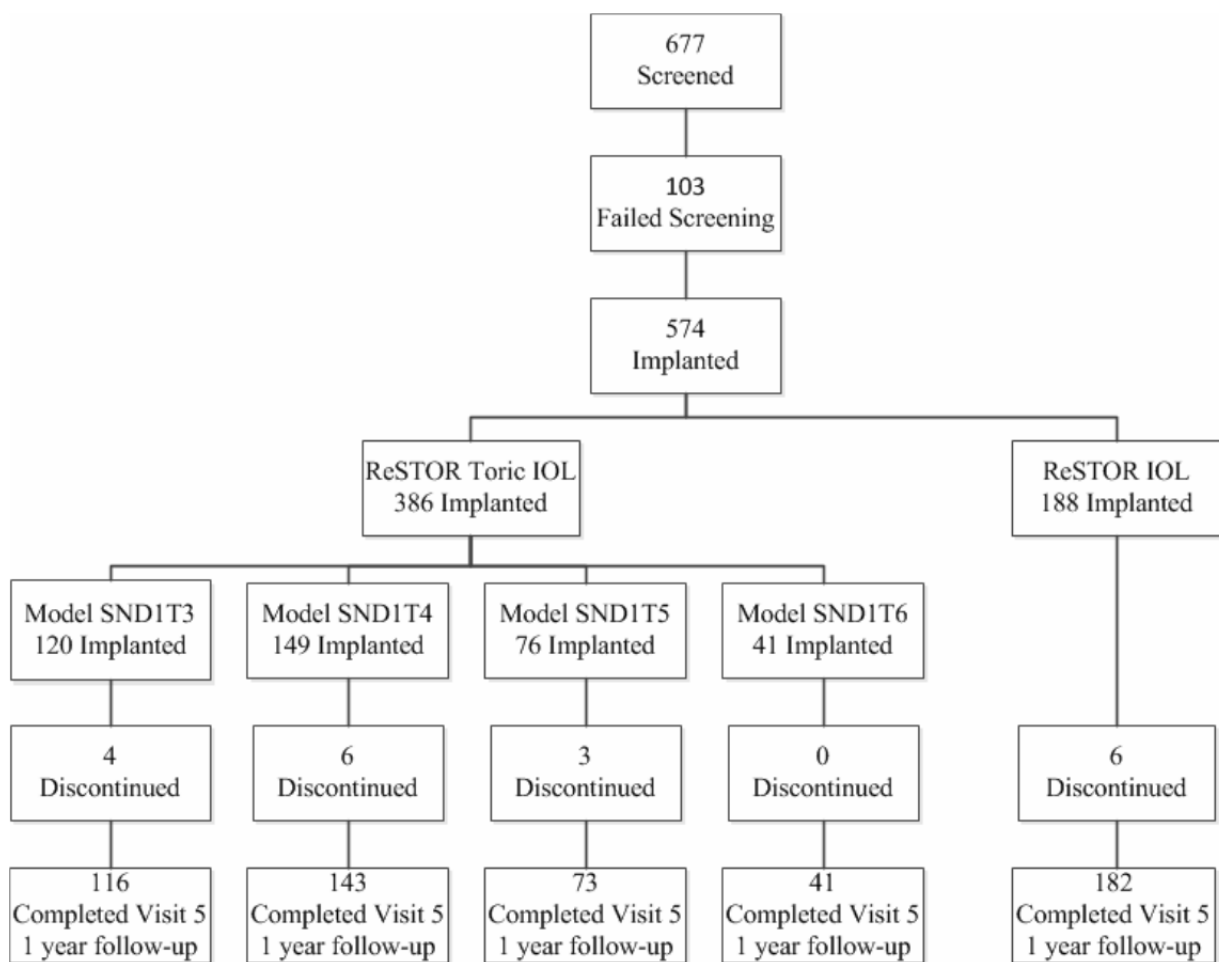 677
Screened
103
Failed Screening
574
Implanted
ReSTOR Toric IOL
386 Implanted
ReSTOR IOL
188 Implanted
Model SND1T3
120 Implanted
Model SND1T4
149 Implanted
Model SND1T5
76 Implanted
Model SND1T6
41 Implanted
4
Discontinued
6
Discontinued
3
Discontinued
0
Discontinued
6
Discontinued
116
Completed Visit 5
1 year follow-up
143
Completed Visit 5
1 year follow-up
73
Completed Visit 5
1 year follow-up
41
Completed Visit 5
1 year follow-up
182
Completed Visit 5
1 year follow-up